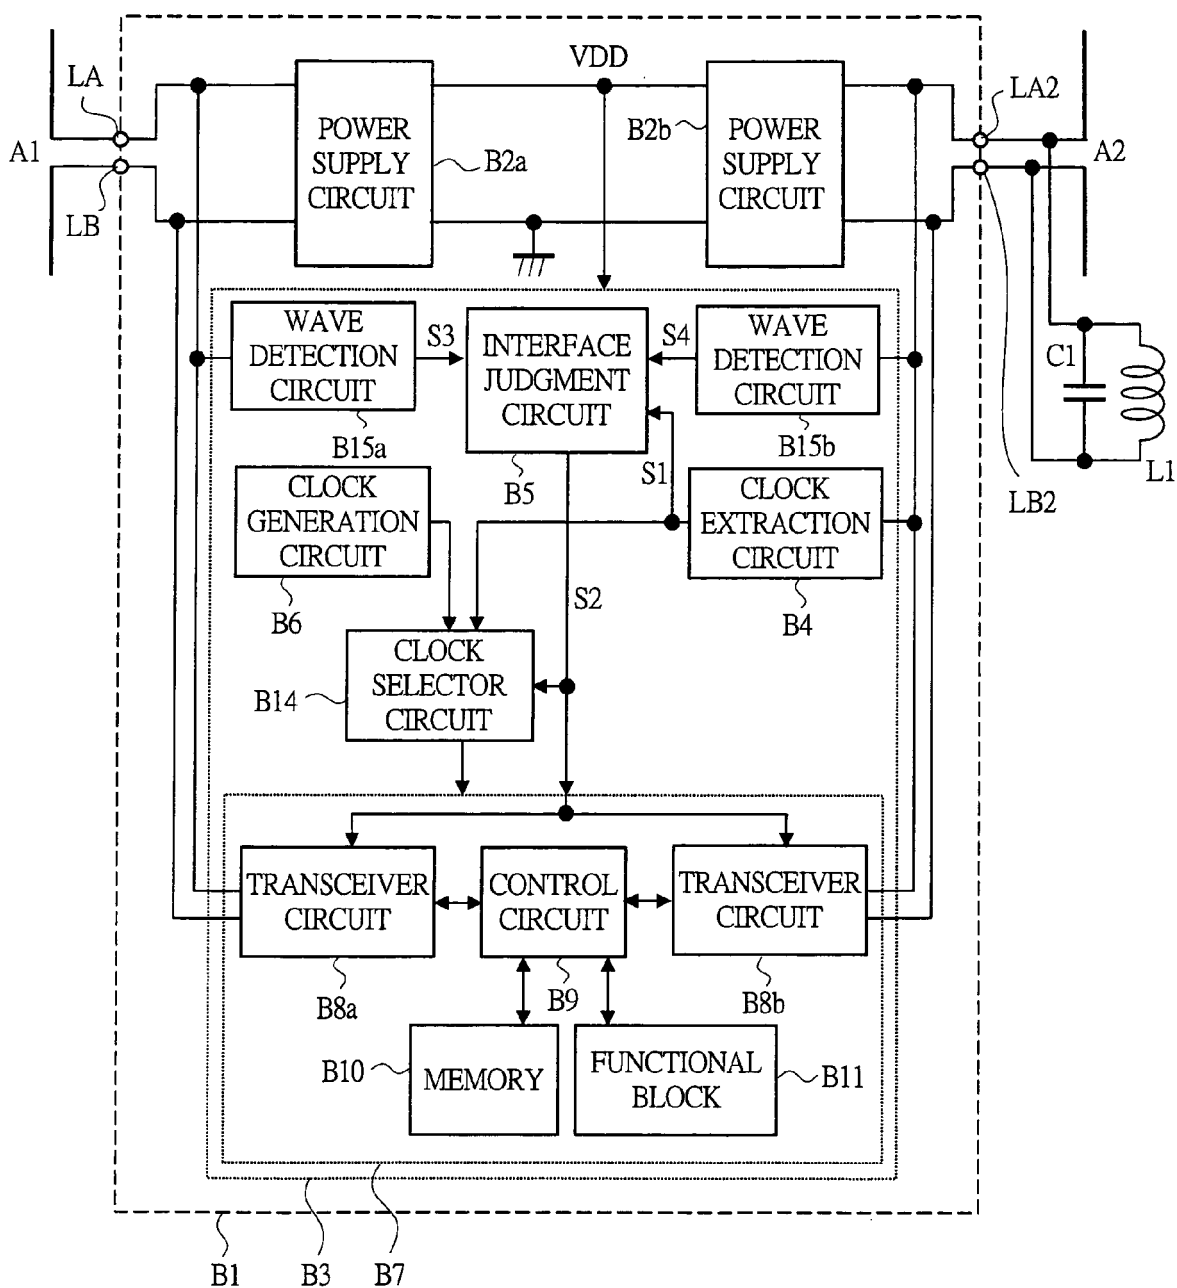 VDD
LA
LA2
A1
POWER
SUPPLY
CIRCUIT
B2a
B2b
POWER
SUPPLY
CIRCUIT
A2
LB
WAVE
DETECTION
CIRCUIT
S3
INTERFACE
JUDGMENT
CIRCUIT
S4
WAVE
DETECTION
CIRCUIT
C1
B15a
B15b
L1
B5
S1
LB2
CLOCK
GENERATION
CIRCUIT
CLOCK
EXTRACTION
CIRCUIT
B6
S2
B4
CLOCK
SELECTOR
CIRCUIT
B14
TRANSCEIVER
CIRCUIT
CONTROL
CIRCUIT
TRANSCEIVER
CIRCUIT
B8a
B9
B8b
B10
MEMORY
FUNCTIONAL
BLOCK
B11
B1
B3
B7